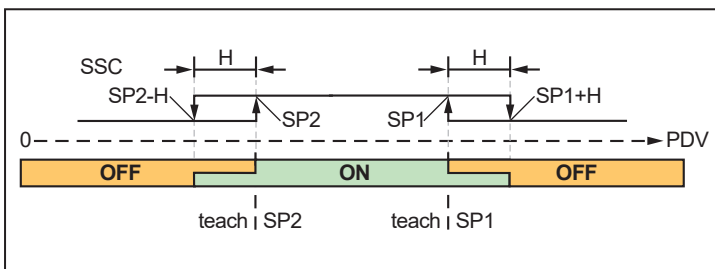 H H
SSC
SP2-H SP1+H
SP2 SP1
0 PDV
OFF ON OFF
teach SP2 teach SP1